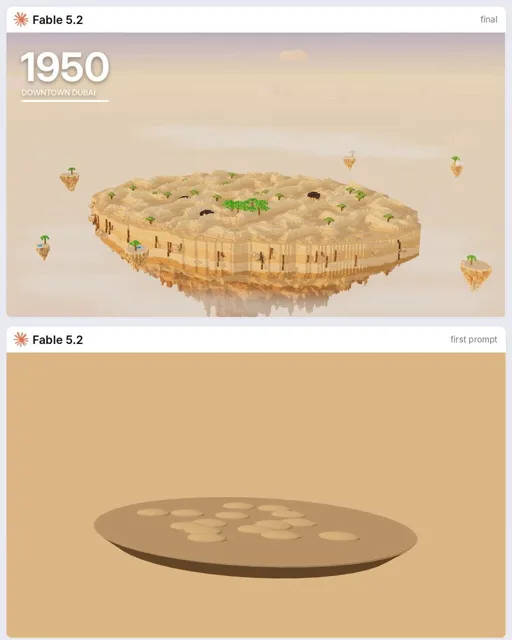 Fable 5.2
final
1950
DOWNTOWN DUBAI
Fable 5.2
first prompt